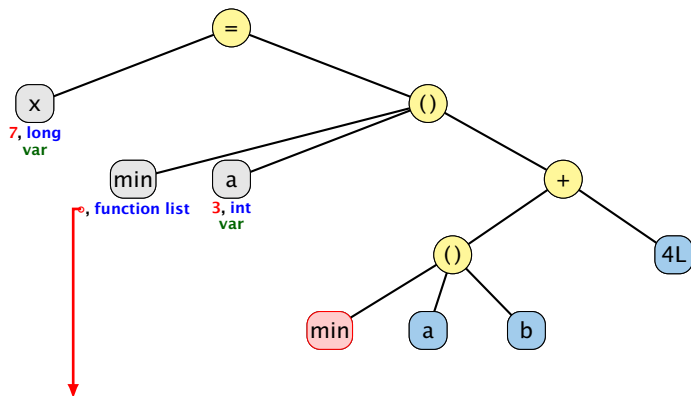 =
x
()
7, long
var
min
a
+
, function list
3, int
var
()
4L
min
a
b